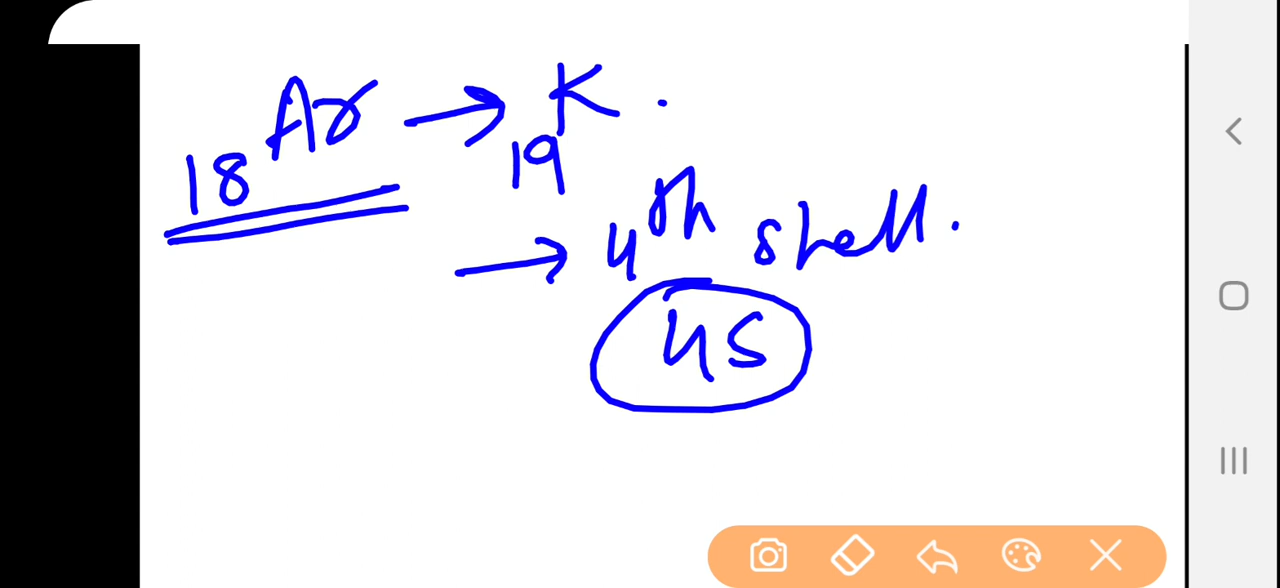 18Ar → 19K.
→ 4th shell.
4s